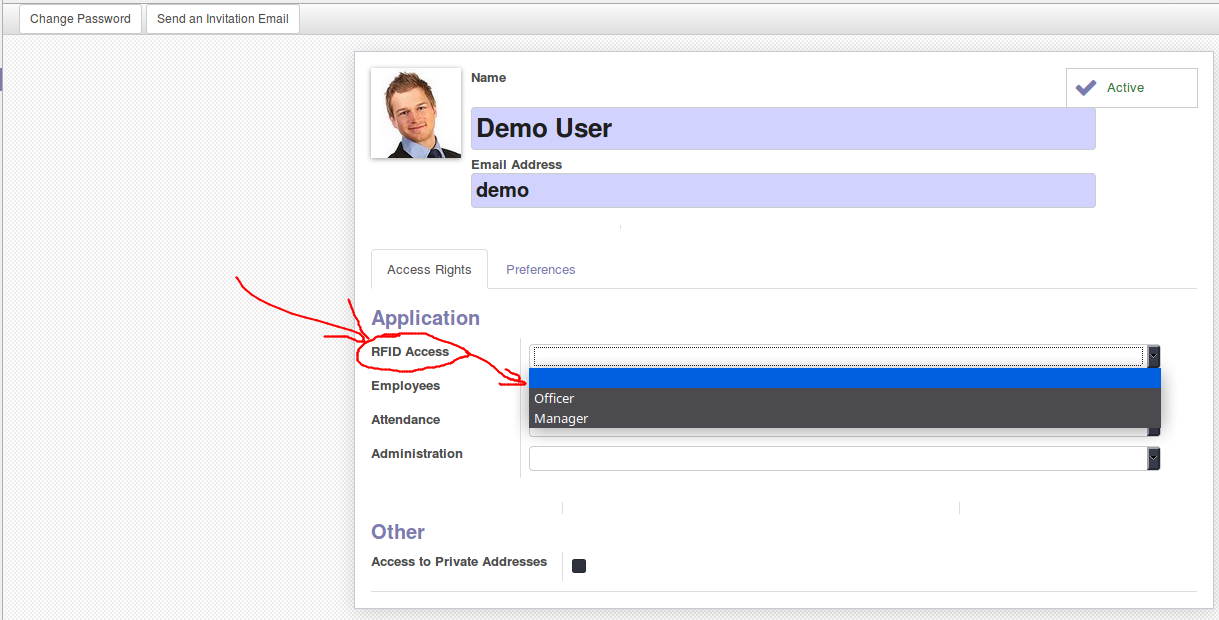 Change Password
Send an Invitation Email
Name
Active
Demo User
Email Address
demo
Access Rights
Preferences
Application
RFID Access
Employees
Officer
Attendance
Manager
Administration
Other
Access to Private Addresses